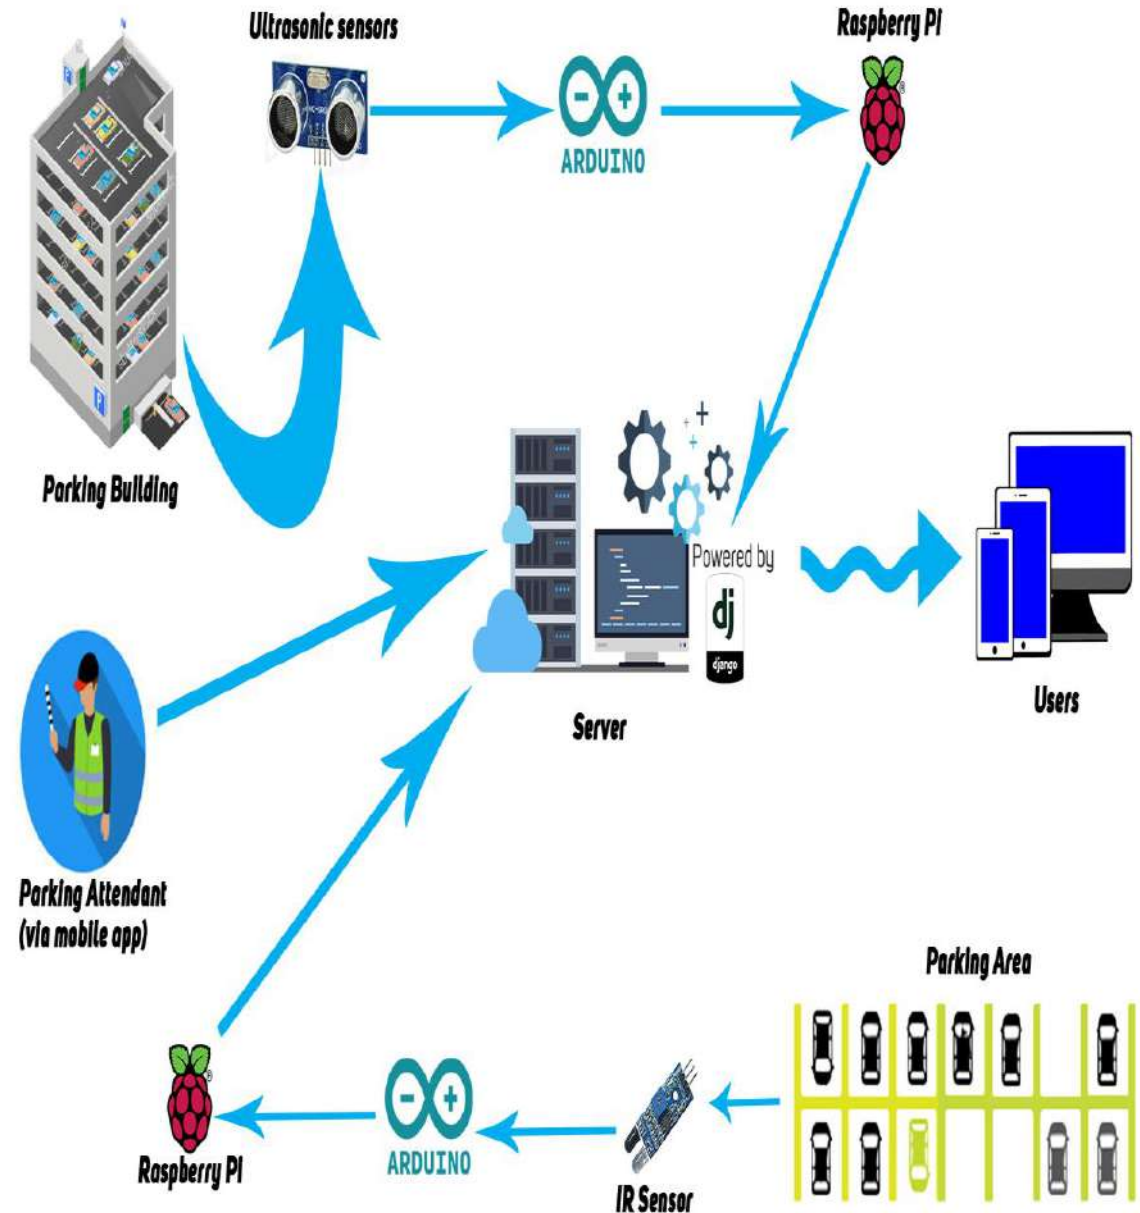 Ultrasonic sensors
Raspberry Pi
ARDUINO
P
Parking Building
Powered by
dj
django
Server
Users
Parking Attendant
(via mobile app)
Parking Area
Raspberry Pi
ARDUINO
IR Sensor